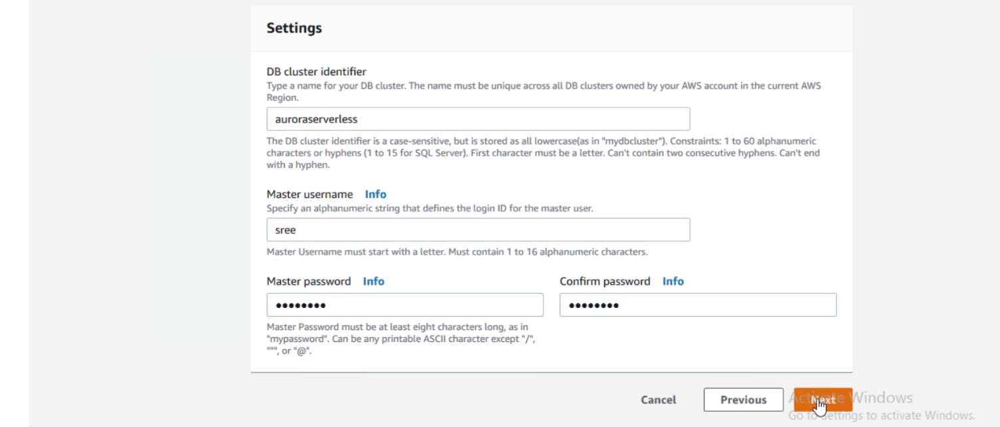 Settings
DB cluster identifier
Type a name for your DB cluster. The name must be unique across all DB clusters owned by your AWS account in the current AWS
Region.
auroraserverless
The DB cluster identifier is a case-sensitive, but is stored as all lowercase(as in "mydbcluster"). Constraints: 1 to 60 alphanumeric
characters or hyphens (1 to 15 for SQL Server). First character must be a letter. Can't contain two consecutive hyphens. Can't end
with a hyphen.
Master username Info
Specify an alphanumeric string that defines the login ID for the master user.
sree
Master Username must start with a letter. Must contain 1 to 16 alphanumeric characters.
Master password Info
Confirm password Info
••••••••
••••••••
Master Password must be at least eight characters long, as in
"mypassword". Can be any printable ASCII character except "/",
""", or "@".
Cancel
Previous
Next
Activate Windows
Go to Settings to activate Windows.